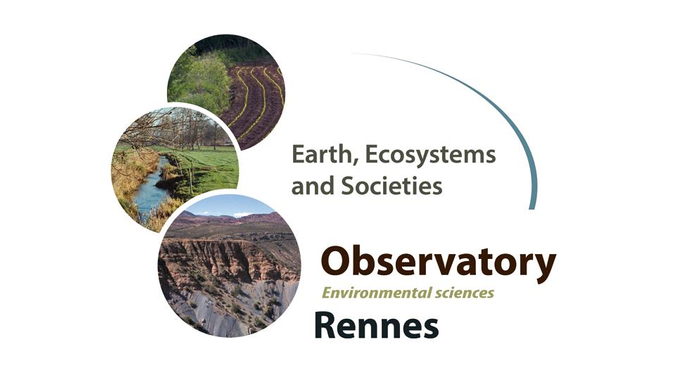 Earth, Ecosystems
and Societies
Observatory
Environmental sciences
Rennes